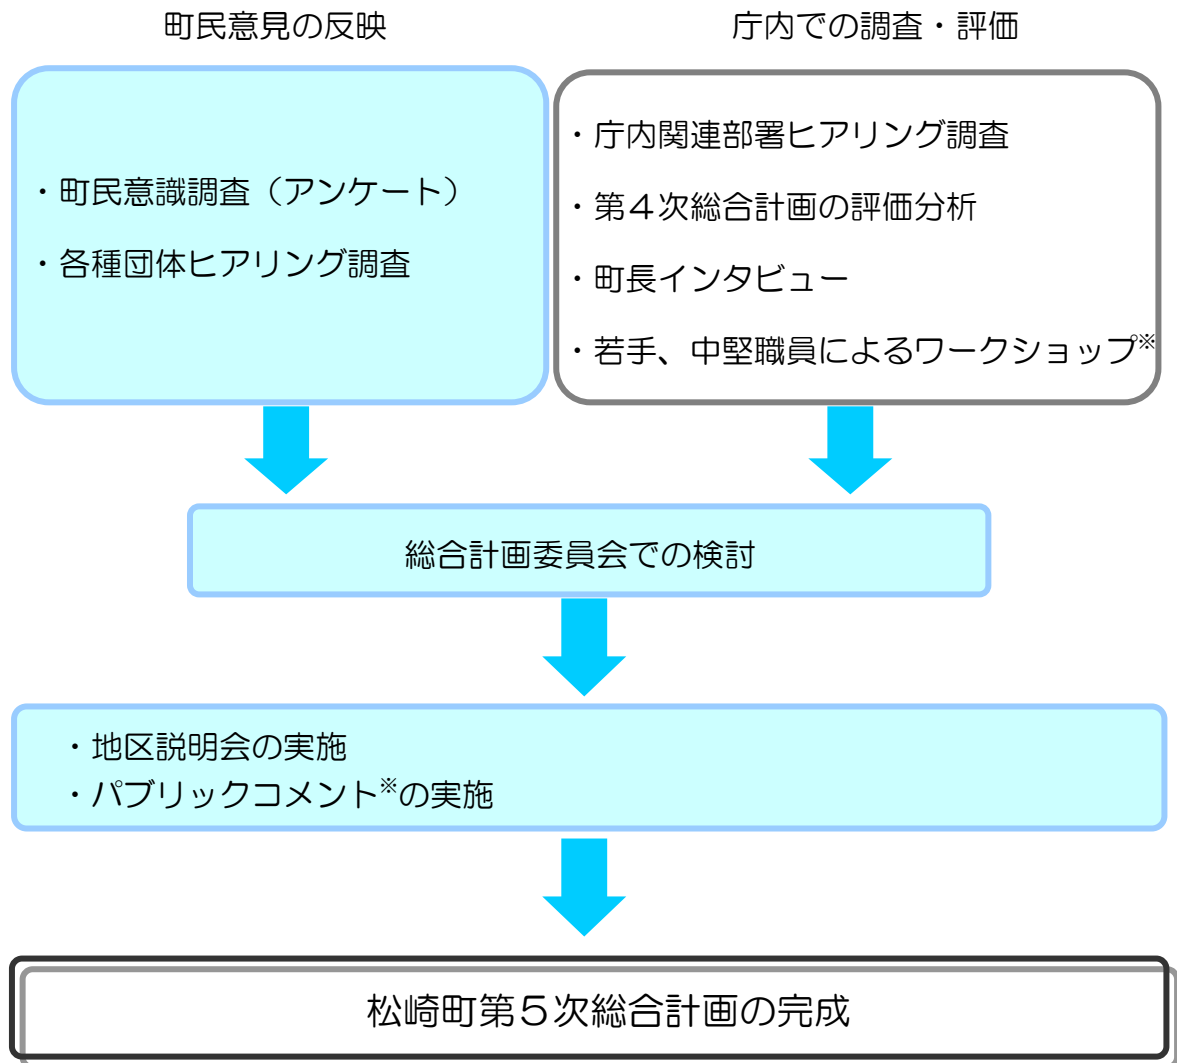 町民意見の反映
・町民意識調査（アンケート）
・各種団体ヒアリング調査
庁内での調査・評価
・庁内関連部署ヒアリング調査
・第４次総合計画の評価分析
・町長インタビュー
・若手、中堅職員によるワークショップ※
総合計画委員会での検討
・地区説明会の実施
・パブリックコメント※の実施
松崎町第５次総合計画の完成